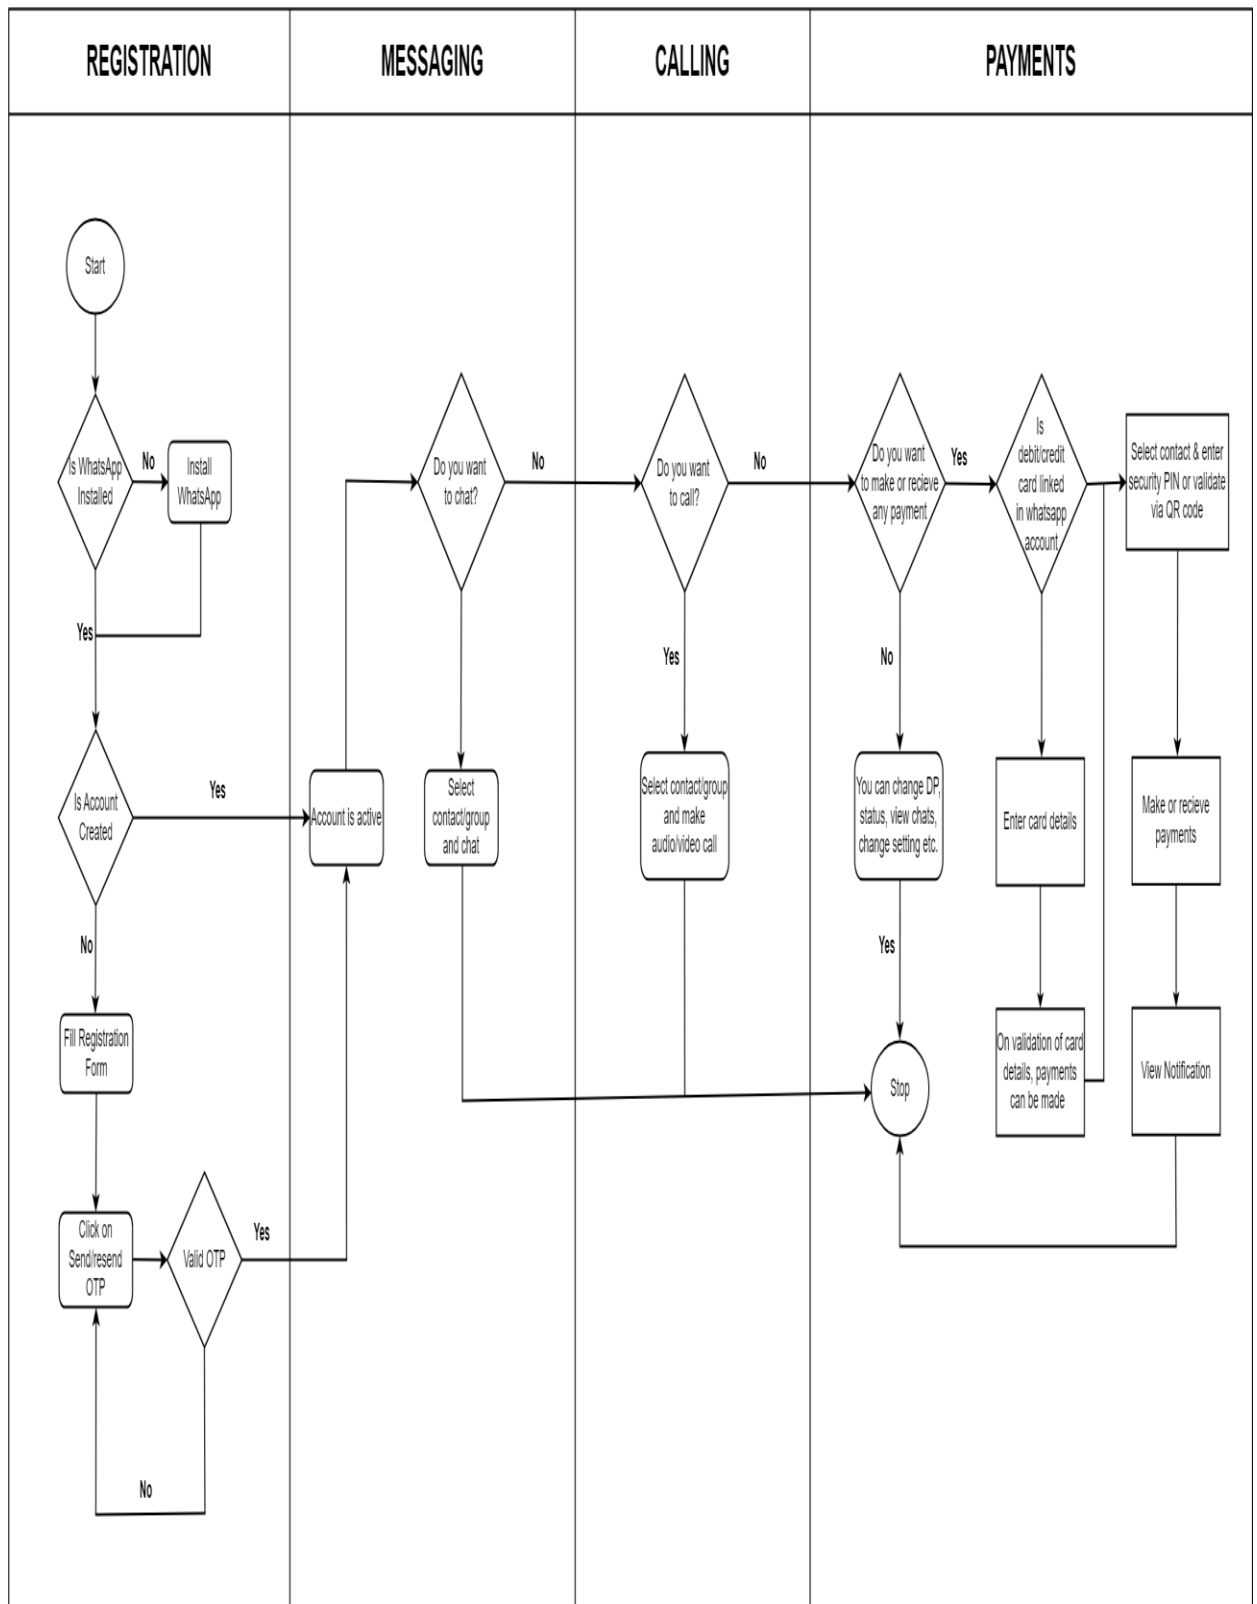 REGISTRATION
MESSAGING
CALLING
PAYMENTS
Start
Is WhatsApp
Installed
No
Install
WhatsApp
Yes
Is Account
Created
Yes
No
Fill Registration
Form
Click on
Send/resend
OTP
Valid OTP
Yes
No
Account is active
Do you want
to chat?
No
Select
contact/group
and chat
Do you want
to call?
No
Yes
Select contact/group
and make
audio/video call
Do you want
to make or recieve
any payment
Yes
No
You can change DP,
status, view chats,
change setting etc.
Yes
Stop
Is
debit/credit
card linked
in whatsapp
account
Enter card details
On validation of card
details, payments
can be made
Select contact & enter
security PIN or validate
via QR code
Make or recieve
payments
View Notification